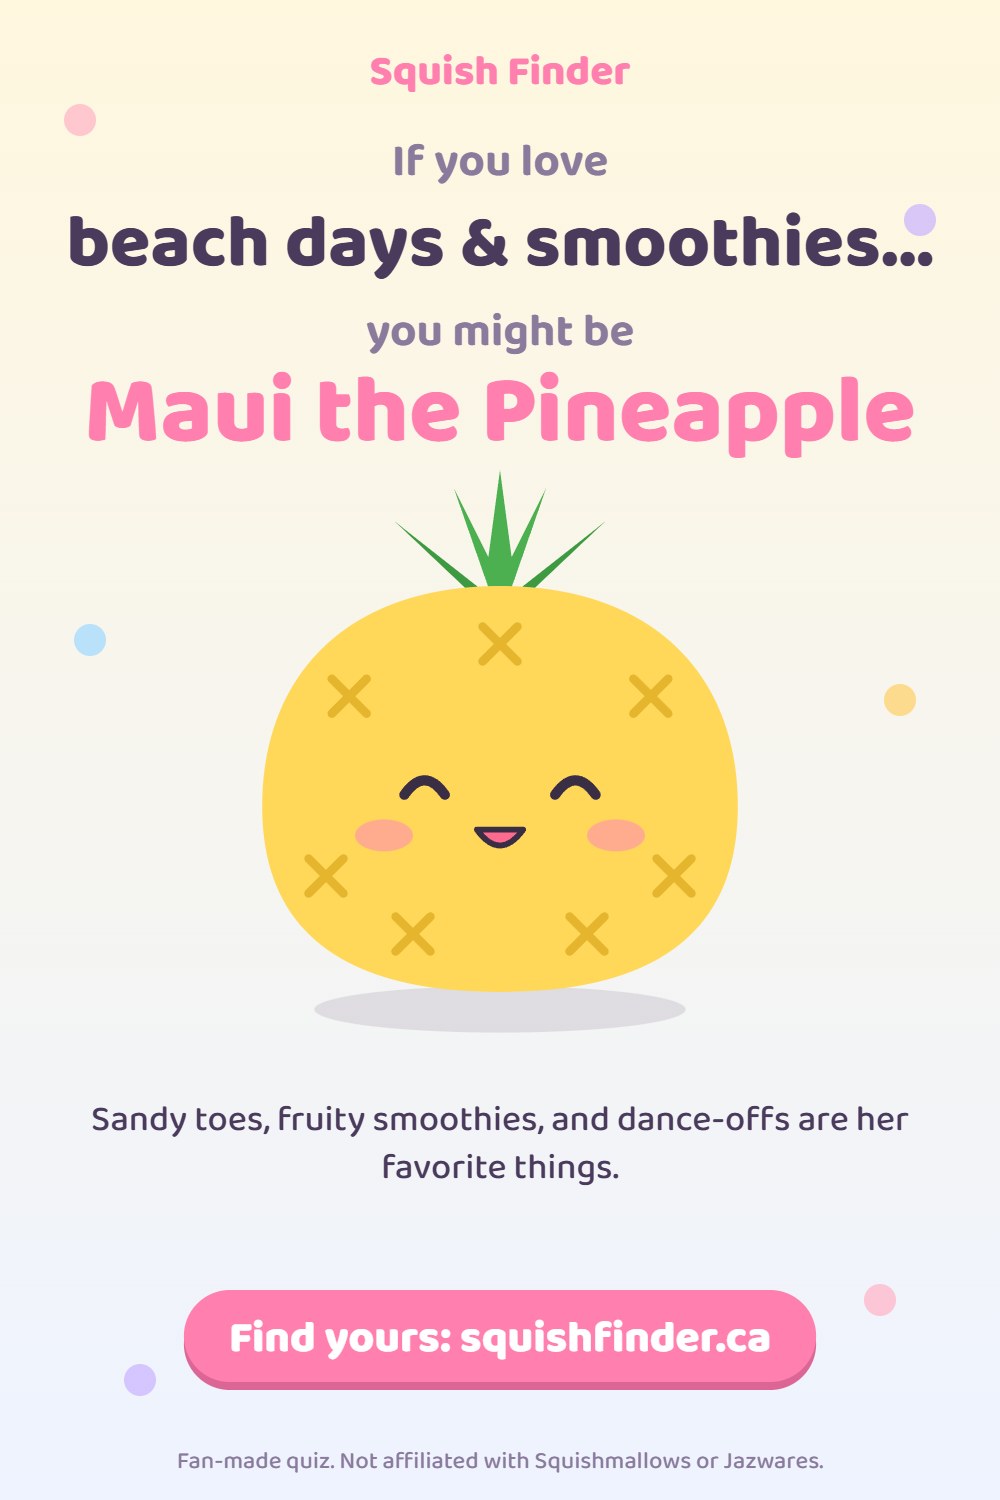 Squish Finder
If you love
beach days & smoothies...
you might be
Maui the Pineapple
Sandy toes, fruity smoothies, and dance-offs are her
favorite things.
Find yours: squishfinder.ca
Fan-made quiz. Not affiliated with Squishmallows or Jazwares.